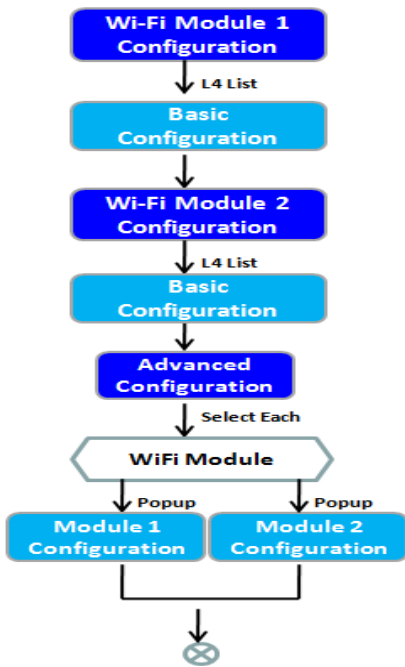 Wi-Fi Module 1
Configuration
L4 List
Basic
Configuration
Wi-Fi Module 2
Configuration
L4 List
Basic
Configuration
Advanced
Configuration
Select Each
WiFi Module
Popup
Popup
Module 1
Configuration
Module 2
Configuration